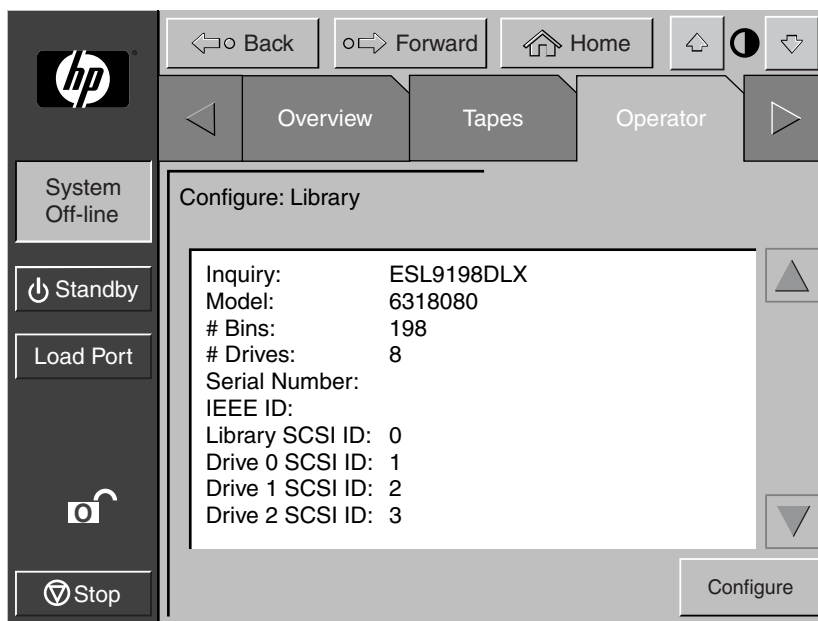 hp
Back
Forward
Home
Overview
Tapes
Operator
System
Off-line
Standby
Load Port
O
Stop
Configure: Library
Inquiry: ESL9198DLX
Model: 6318080
# Bins: 198
# Drives: 8
Serial Number:
IEEE ID:
Library SCSI ID: 0
Drive 0 SCSI ID: 1
Drive 1 SCSI ID: 2
Drive 2 SCSI ID: 3
Configure